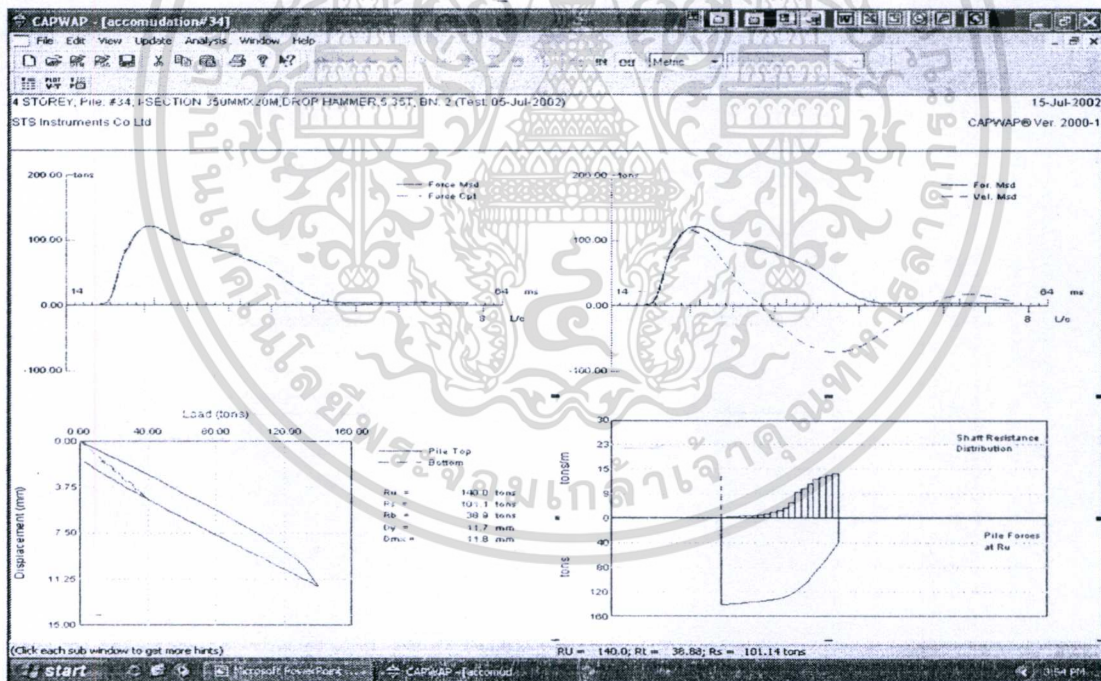 CAPWAP - [accomudation#34]
File Edit View Update Analysis Window Help
Metric
4 STOREY, Pile: #34, I-SECTION 350MMX20M,DROP HAMMER,5.35T, BN. 2 (Test: 05-Jul-2002)
15-Jul-2002
STS Instruments Co Ltd
CAPWAP® Ver. 2000-1
200.00 tons
Force Msd
Force Cpt
100.00
14
64 ms
0.00
8 L/c
-100.00
200.00 tons
For. Msd
Vel. Msd
100.00
14
64 ms
0.00
8 L/c
-100.00
Load (tons)
0.00 40.00 80.00 120.00 160.00
0.00
3.75
7.50
11.25
15.00
Displacement (mm)
Pile Top
Bottom
Ru = 140.0 tons
Rs = 101.1 tons
Rb = 38.9 tons
Dy = 11.7 mm
Dmx = 11.8 mm
30
23
15
9
0
40
80
120
160
tons/m
tons
Shaft Resistance
Distribution
Pile Forces
at Ru
(Click each sub window to get more hints)
RU = 140.0; Rt = 38.88; Rs = 101.14 tons
start
Microsoft PowerPoint ...
CAPWAP - [accomud...
3:54 PM